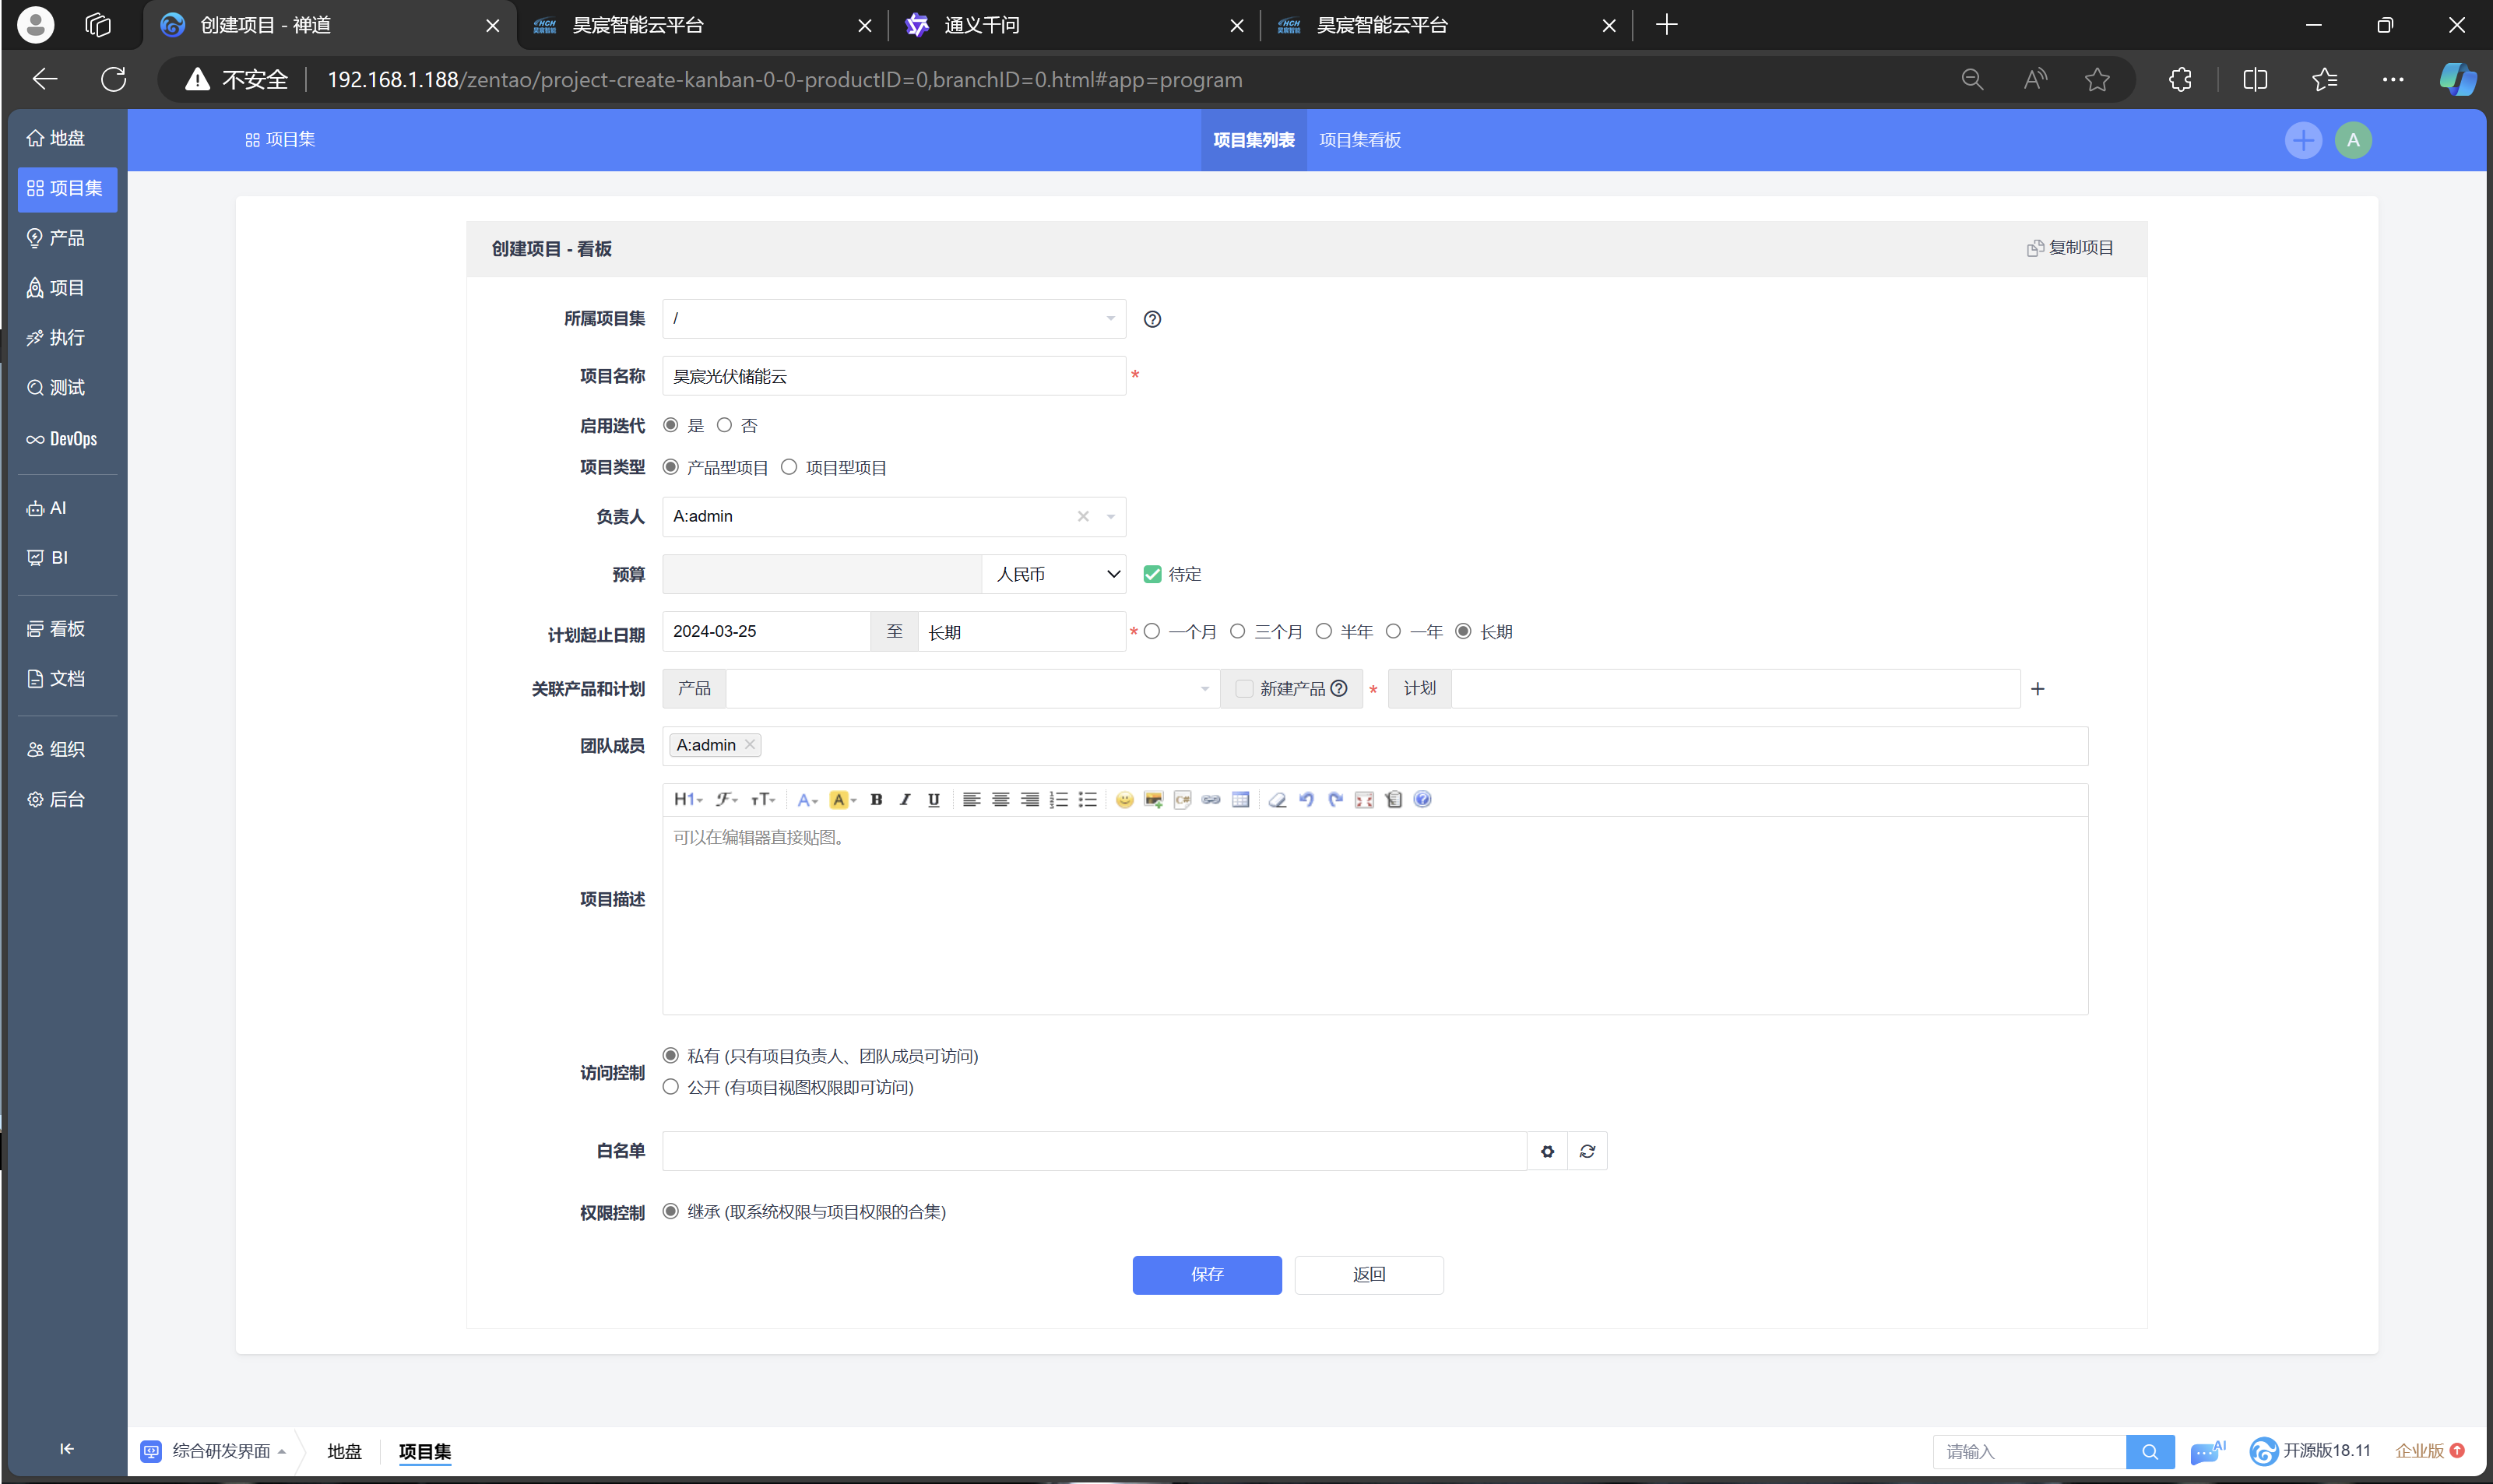 创建项目 - 禅道
昊宸智能云平台
通义千问
昊宸智能云平台
不安全
192.168.1.188/zentao/project-create-kanban-0-0-productID=0,branchID=0.html#app=program
地盘
项目集
产品
项目
执行
测试
DevOps
AI
BI
看板
文档
组织
后台
项目集
项目集列表
项目集看板
A
创建项目 - 看板
复制项目
所属项目集 /
项目名称 昊宸光伏储能云 *
启用迭代 是 否
项目类型 产品型项目 项目型项目
负责人 A:admin
预算 人民币 待定
计划起止日期 2024-03-25 至 长期 * 一个月 三个月 半年 一年 长期
关联产品和计划 产品 新建产品 * 计划
团队成员 A:admin
H1 F TT A A B I U
可以在编辑器直接贴图。
项目描述
访问控制
私有 (只有项目负责人、团队成员可访问)
公开 (有项目视图权限即可访问)
白名单
权限控制 继承 (取系统权限与项目权限的合集)
保存 返回
综合研发界面 地盘 项目集
请输入
AI
开源版18.11
企业版